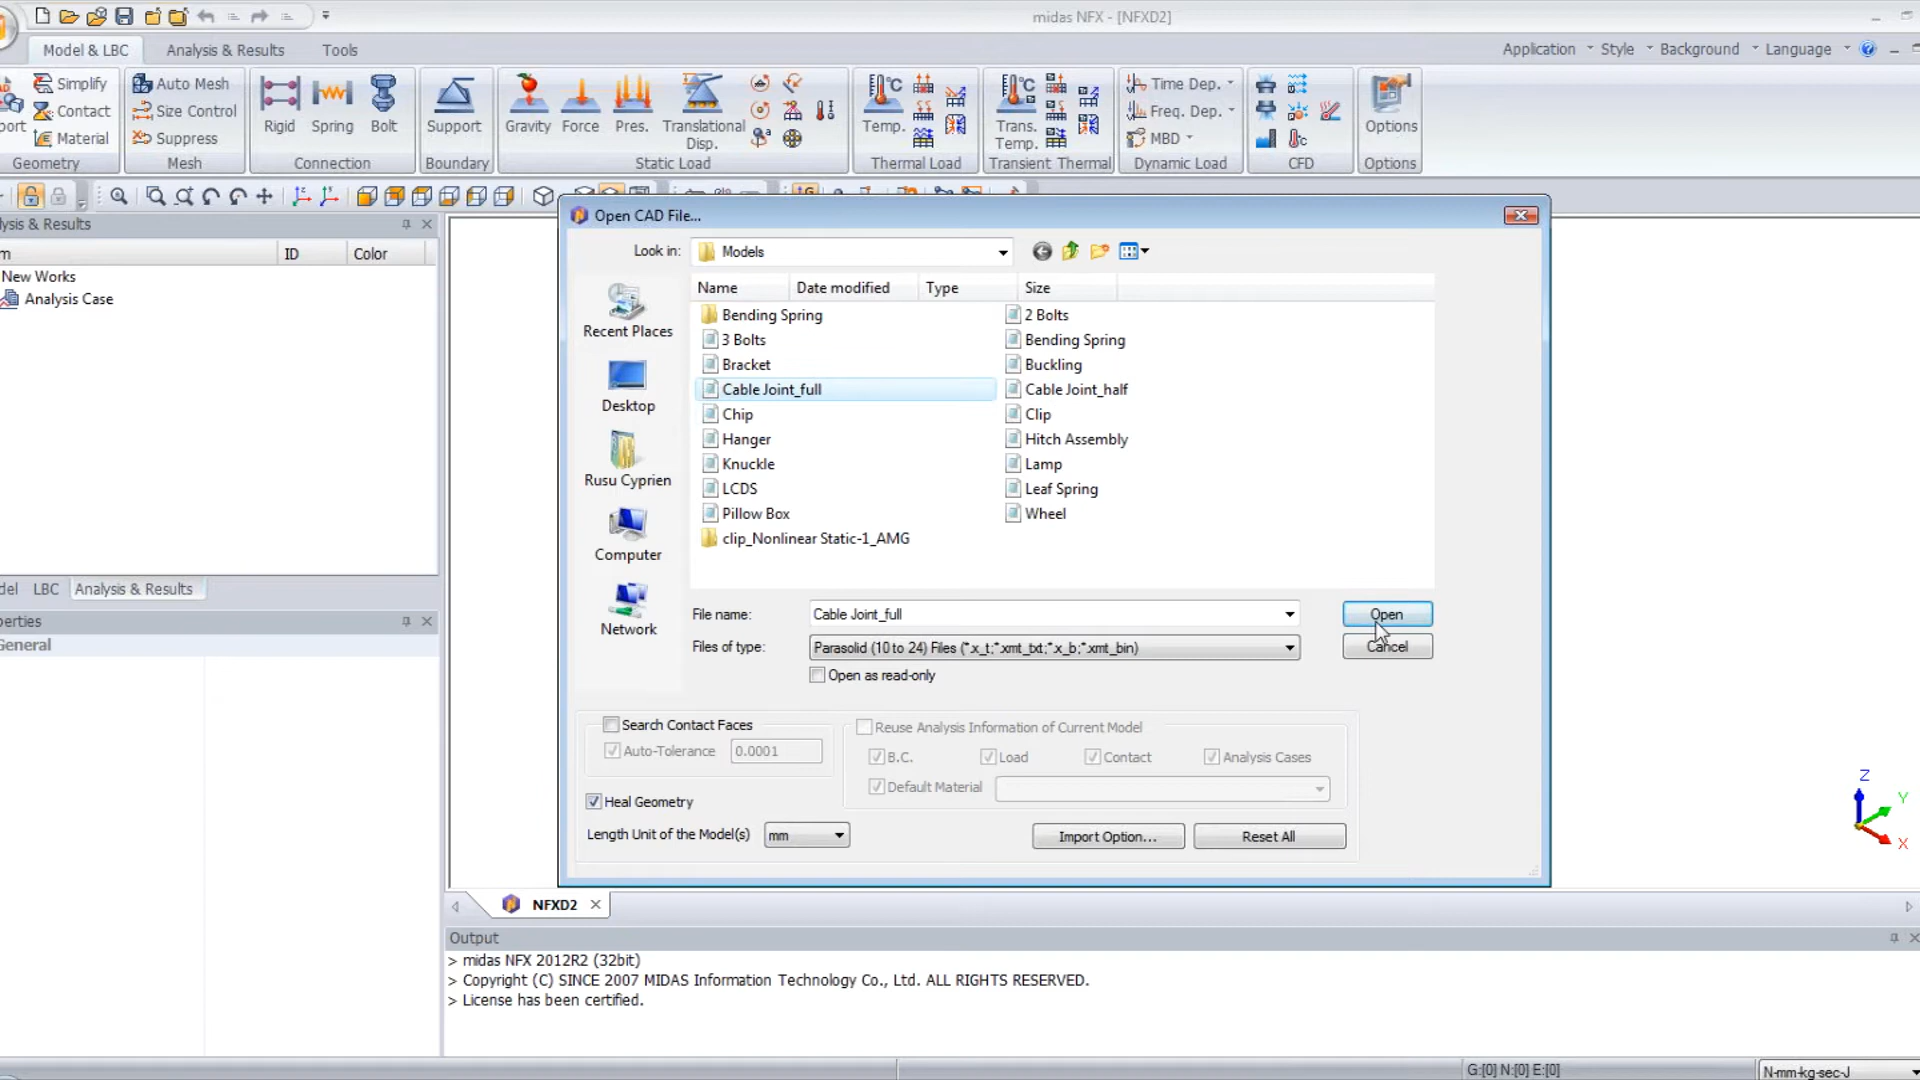 midas NFX - [NFXD2]
Model & LBC Analysis & Results Tools
Application Style Background Language
Simplify
Contact
Material
Geometry
Auto Mesh
Size Control
Suppress
Mesh
Rigid Spring Bolt
Connection
Support
Boundary
Gravity Force Pres. Translational Disp.
Static Load
Temp.
Thermal Load
Trans. Temp.
Transient Thermal
Time Dep.
Freq. Dep.
MBD
Dynamic Load
CFD
Options
Options
ysis & Results
m ID Color
New Works
Analysis Case
del LBC Analysis & Results
perties
General
Open CAD File...
Look in: Models
Name Date modified Type Size
Recent Places
Desktop
Rusu Cyprien
Computer
Network
Bending Spring 2 Bolts
3 Bolts Bending Spring
Bracket Buckling
Cable Joint_full Cable Joint_half
Chip Clip
Hanger Hitch Assembly
Knuckle Lamp
LCDS Leaf Spring
Pillow Box Wheel
clip_Nonlinear Static-1_AMG
File name: Cable Joint_full Open
Files of type: Parasolid (10 to 24) Files (*.x_t;*.xmt_txt;*.x_b;*.xmt_bin) Cancel
Open as read-only
Search Contact Faces
Auto-Tolerance 0.0001
Reuse Analysis Information of Current Model
B.C. Load Contact Analysis Cases
Default Material
Heal Geometry
Length Unit of the Model(s) mm
Import Option... Reset All
Z
Y
X
NFXD2
Output
> midas NFX 2012R2 (32bit)
> Copyright (C) SINCE 2007 MIDAS Information Technology Co., Ltd. ALL RIGHTS RESERVED.
> License has been certified.
G:[0] N:[0] E:[0] N-mm-kg-sec-J